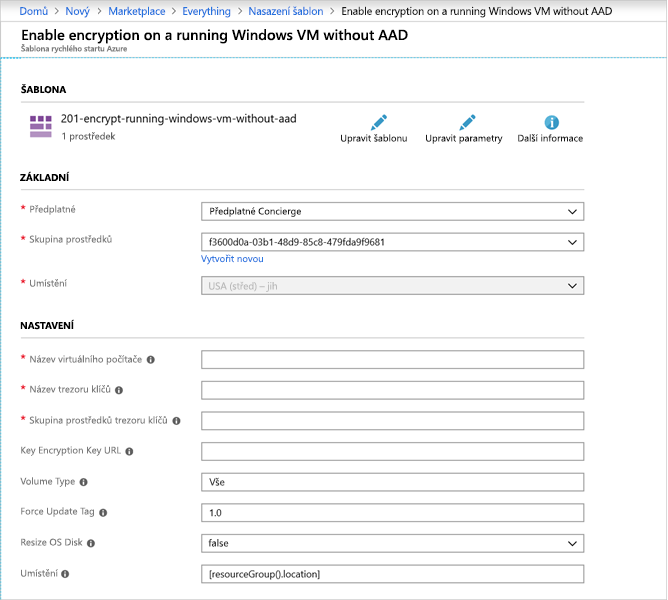 Domů > Nový > Marketplace > Everything > Nasazení šablon > Enable encryption on a running Windows VM without AAD
Enable encryption on a running Windows VM without AAD
Šablona rychlého startu Azure
ŠABLONA
201-encrypt-running-windows-vm-without-aad
1 prostředek
Upravit šablonu
Upravit parametry
Další informace
ZÁKLADNÍ
* Předplatné
Předplatné Concierge
* Skupina prostředků
f3600d0a-03b1-48d9-85c8-479fda9f9681
Vytvořit novou
* Umístění
USA (střed) – jih
NASTAVENÍ
* Název virtuálního počítače
* Název trezoru klíčů
* Skupina prostředků trezoru klíčů
Key Encryption Key URL
Volume Type
Vše
Force Update Tag
1.0
Resize OS Disk
false
Umístění
[resourceGroup().location]